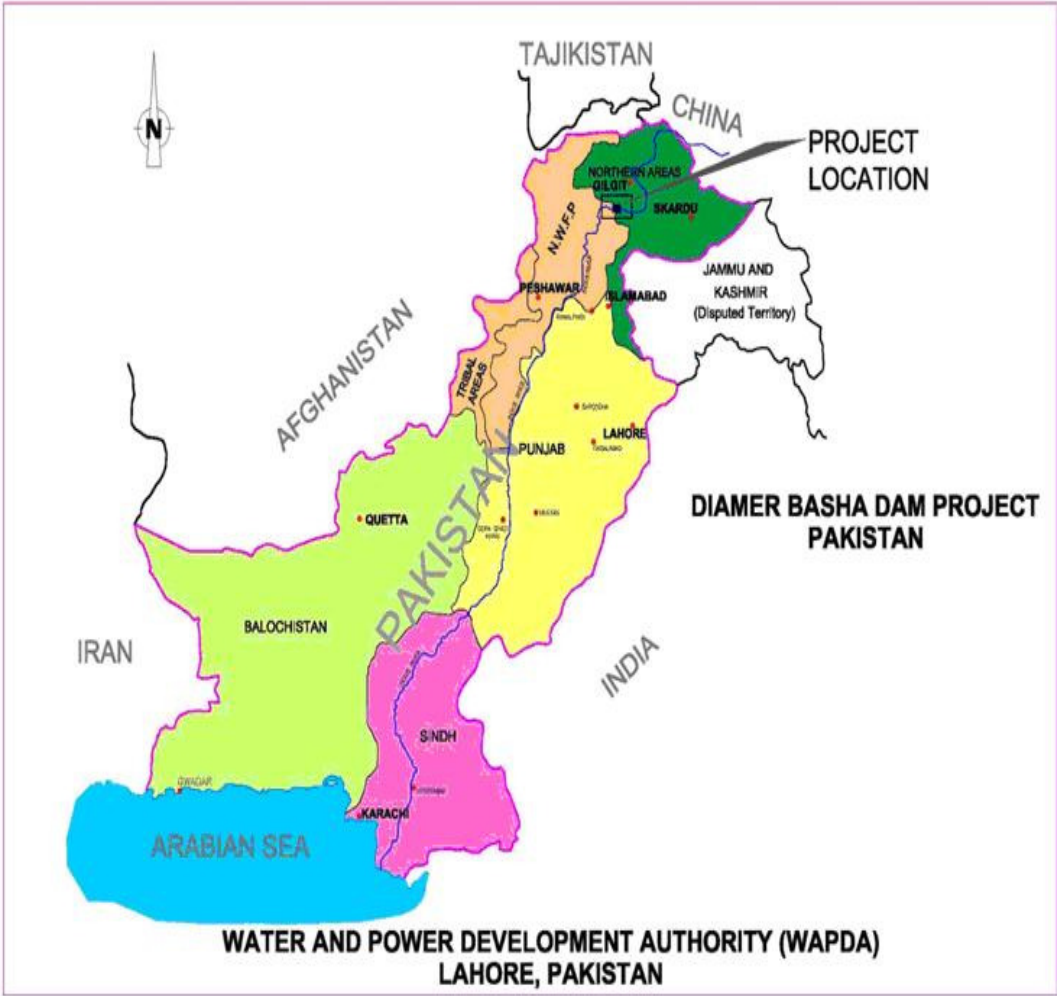 TAJIKISTAN
CHINA
N
PROJECT
LOCATION
NORTHERN AREAS
GILGIT
SKARDU
N.W.F.P
JAMMU AND
KASHMIR
(Disputed Territory)
PESHAWAR
ISLAMABAD
AFGHANISTAN
TRIBAL
AREAS
LAHORE
PUNJAB
PAKISTAN
DIAMER BASHA DAM PROJECT
PAKISTAN
QUETTA
BALOCHISTAN
IRAN
INDIA
SINDH
GWADAR
KARACHI
ARABIAN SEA
WATER AND POWER DEVELOPMENT AUTHORITY (WAPDA)
LAHORE, PAKISTAN